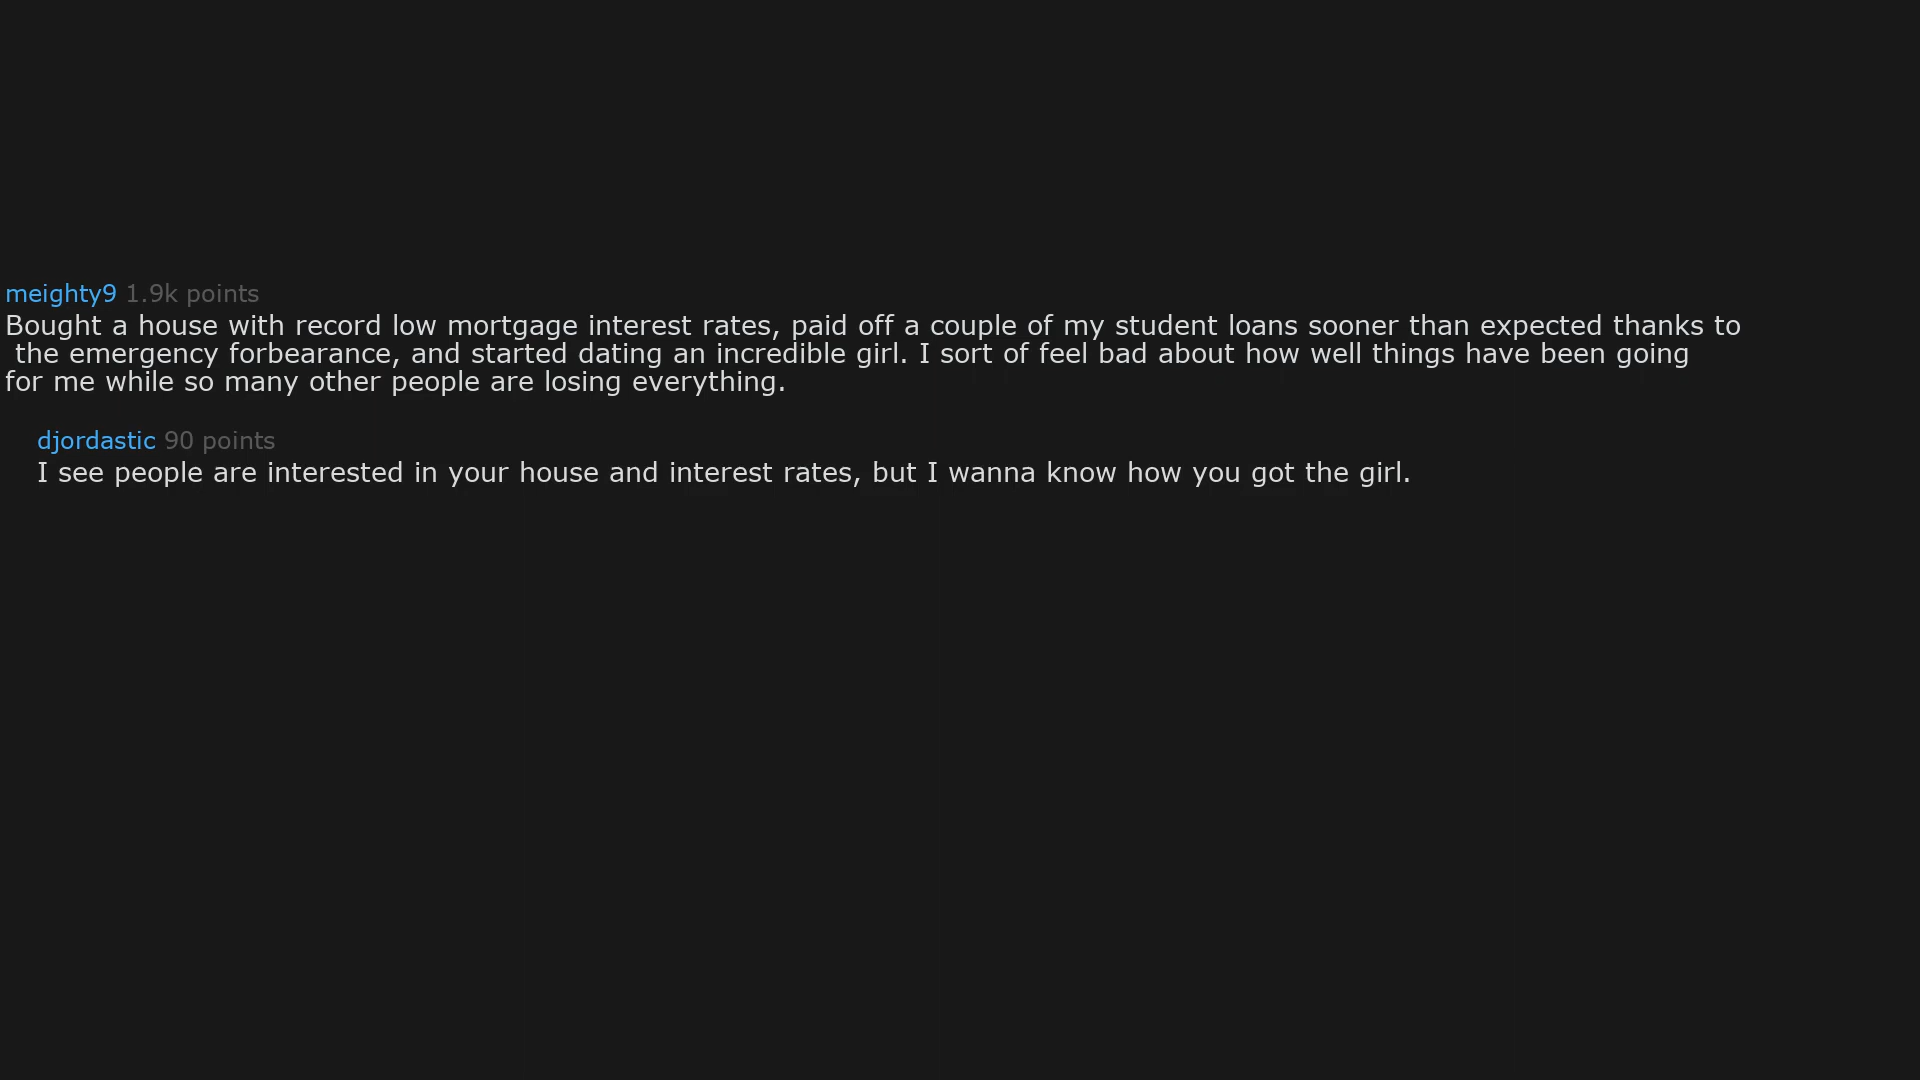 meighty9 1.9k points
Bought a house with record low mortgage interest rates, paid off a couple of my student loans sooner than expected thanks to
the emergency forbearance, and started dating an incredible girl. I sort of feel bad about how well things have been going
for me while so many other people are losing everything.
djordastic 90 points
I see people are interested in your house and interest rates, but I wanna know how you got the girl.